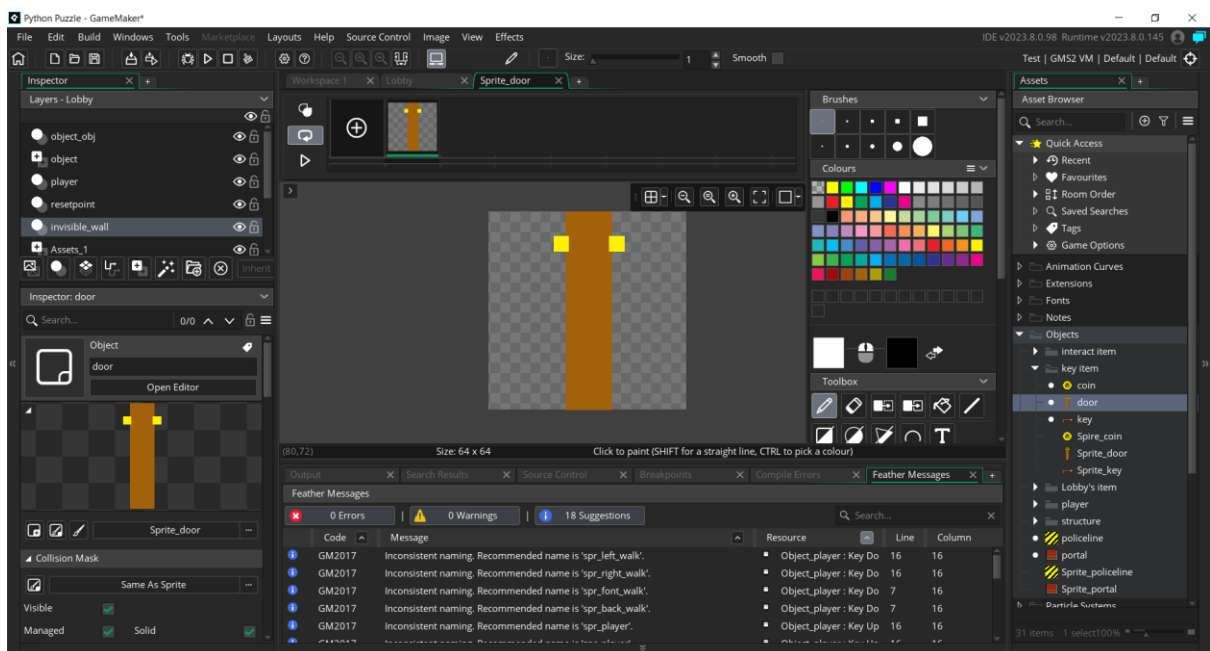 Python Puzzle - GameMaker*
File Edit Build Windows Tools Marketplace Layouts Help Source Control Image View Effects IDE v2023.8.0.98 Runtime v2023.8.0.145
Size: 1 Smooth Test | GMS2 VM | Default | Default
Inspector
Layers - Lobby
object_obj
object
player
resetpoint
invisible_wall
Assets_1
Inherit
Inspector: door
Search... 0/0
Object
door
Open Editor
Sprite_door
Collision Mask
Same As Sprite
Visible
Managed Solid
Workspace 1 Lobby Sprite_door
(80,72) Size: 64 x 64 Click to paint (SHIFT for a straight line, CTRL to pick a colour)
Brushes
Colours
Toolbox
Output Search Results Source Control Breakpoints Compile Errors Feather Messages
Feather Messages
0 Errors | 0 Warnings | 18 Suggestions Search...
Code Message Resource Line Column
GM2017 Inconsistent naming. Recommended name is 'spr_left_walk'. Object_player : Key Do 16 16
GM2017 Inconsistent naming. Recommended name is 'spr_right_walk'. Object_player : Key Do 16 16
GM2017 Inconsistent naming. Recommended name is 'spr_font_walk'. Object_player : Key Do 7 16
GM2017 Inconsistent naming. Recommended name is 'spr_back_walk'. Object_player : Key Do 7 16
GM2017 Inconsistent naming. Recommended name is 'spr_player'. Object_player : Key Up 16 16
Assets
Asset Browser
Search...
Quick Access
Recent
Favourites
Room Order
Saved Searches
Tags
Game Options
Animation Curves
Extensions
Fonts
Notes
Objects
interact item
key item
coin
door
key
Spire_coin
Sprite_door
Sprite_key
Lobby's item
player
structure
policeline
portal
Sprite_policeline
Sprite_portal
Particle Systems
31 items 1 select 100%